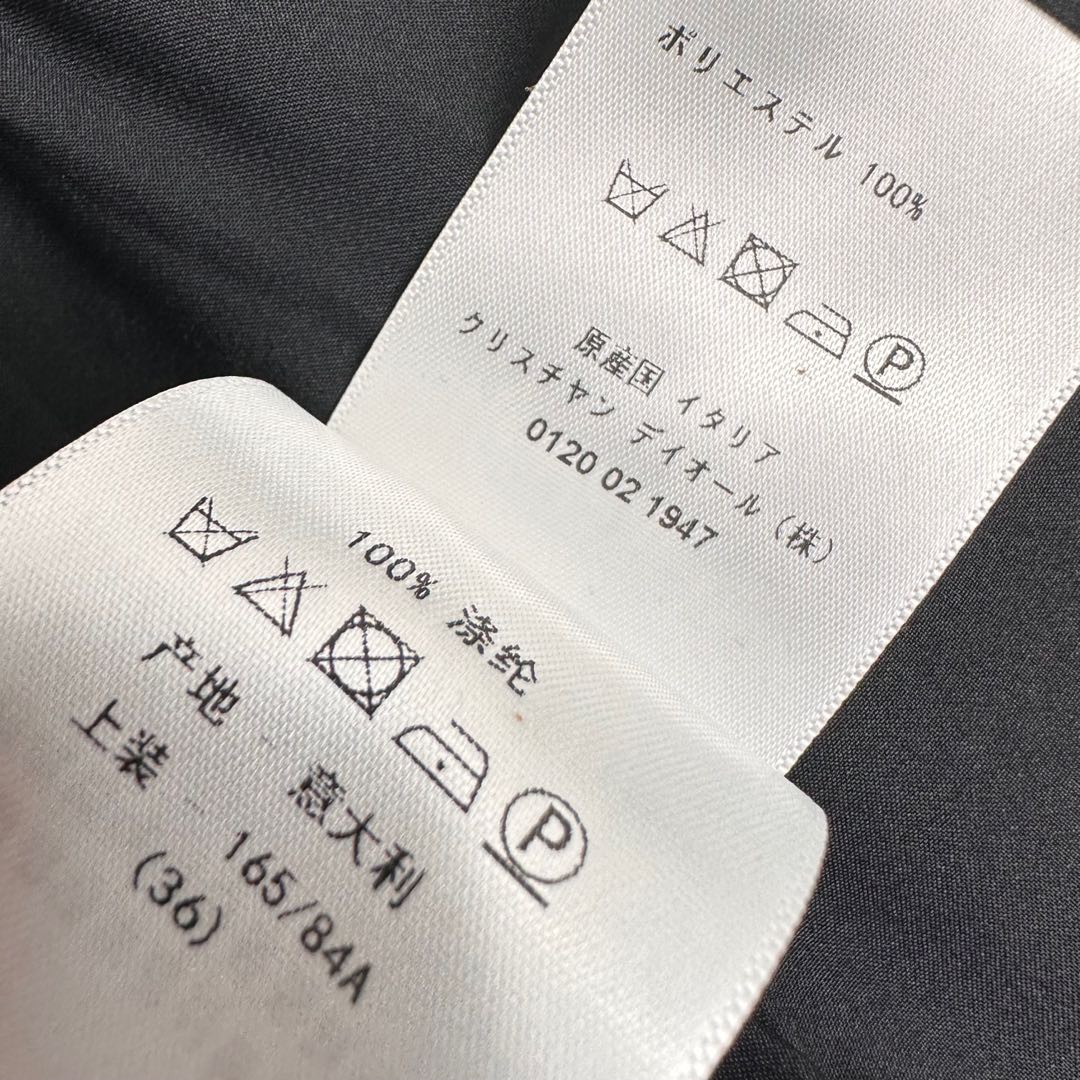 ポリエステル 100%
P
原産国 イタリア
クリスチヤン デイオール (株)
0120 02 1947
100% 涤纶
P
产地 意大利
上装 165/84A
(36)